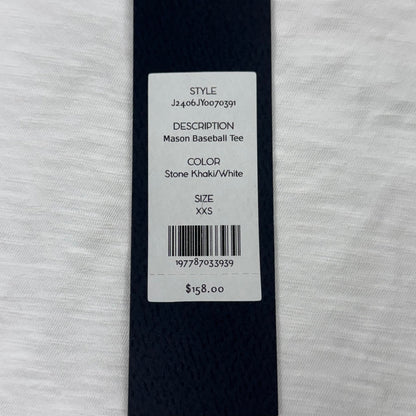 STYLE
J2406JY0070391
DESCRIPTION
Mason Baseball Tee
COLOR
Stone Khaki/White
SIZE
XXS
197787033939
$158.00